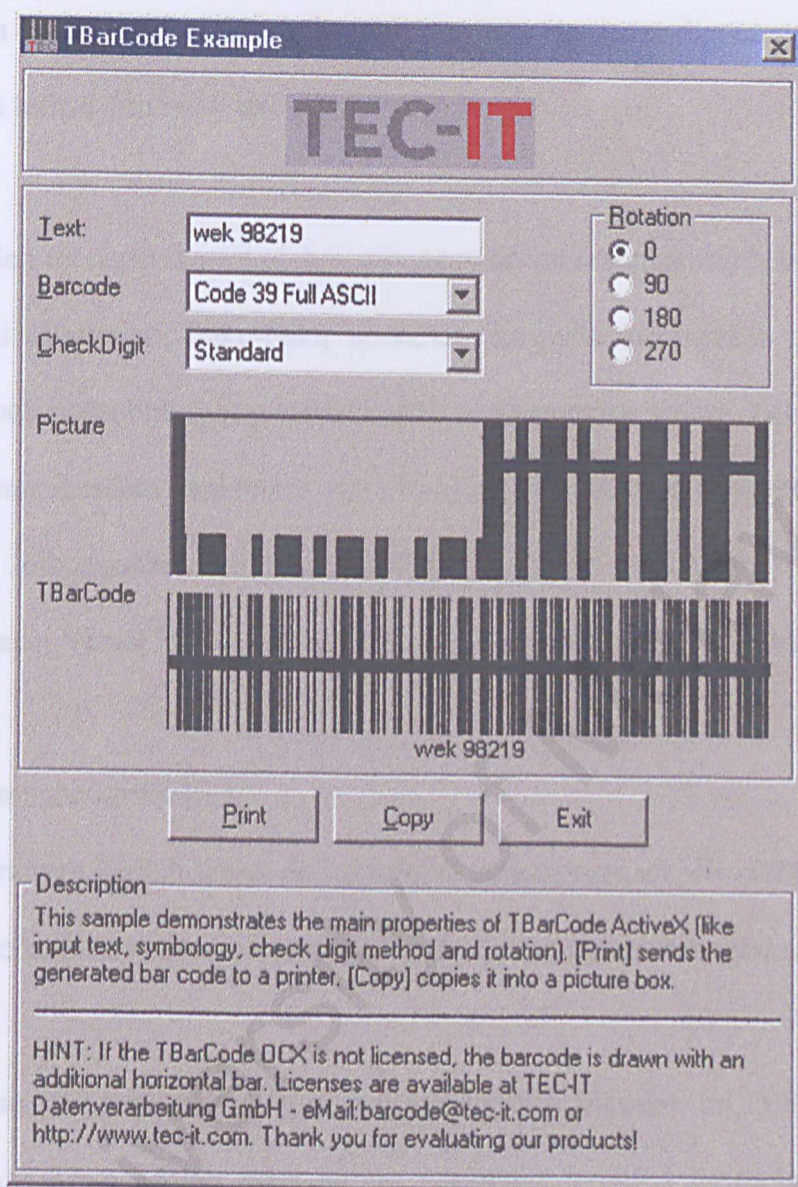 TBarCode Example
TEC-IT
Text:
wek 98219
Barcode
Code 39 Full ASCII
CheckDigit
Standard
Rotation
0
90
180
270
Picture
TBarCode
wek 98219
Print
Copy
Exit
Description
This sample demonstrates the main properties of TBarCode ActiveX (like
input text, symbology, check digit method and rotation). [Print] sends the
generated bar code to a printer. [Copy] copies it into a picture box.
HINT: If the TBarCode OCX is not licensed, the barcode is drawn with an
additional horizontal bar. Licenses are available at TEC-IT
Datenverarbeitung GmbH - eMail:barcode@tec-it.com or
http://www.tec-it.com. Thank you for evaluating our products!